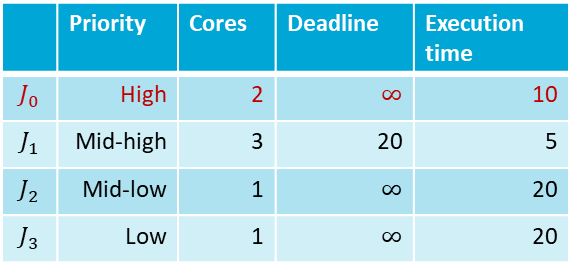 Priority Cores Deadline Execution time
J₀ High 2 ∞ 10
J₁ Mid-high 3 20 5
J₂ Mid-low 1 ∞ 20
J₃ Low 1 ∞ 20